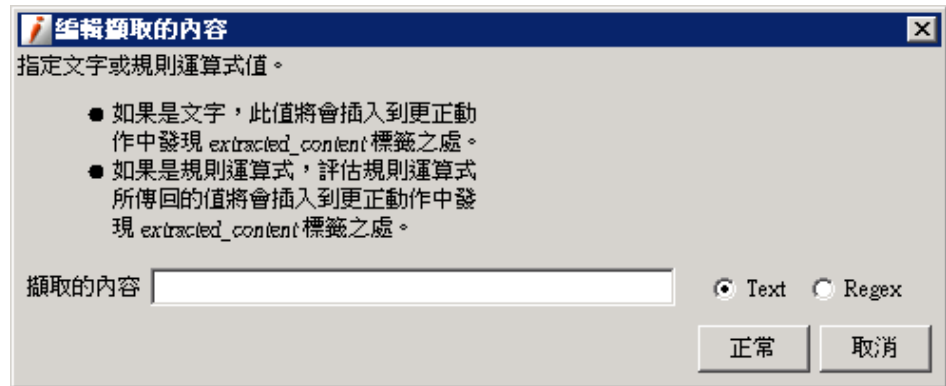 編輯擷取的內容
指定文字或規則運算式值。
● 如果是文字，此值將會插入到更正動
作中發現 extracted_content 標籤之處。
● 如果是規則運算式，評估規則運算式
所傳回的值將會插入到更正動作中發
現 extracted_content 標籤之處。
擷取的內容 Text Regex
正常 取消